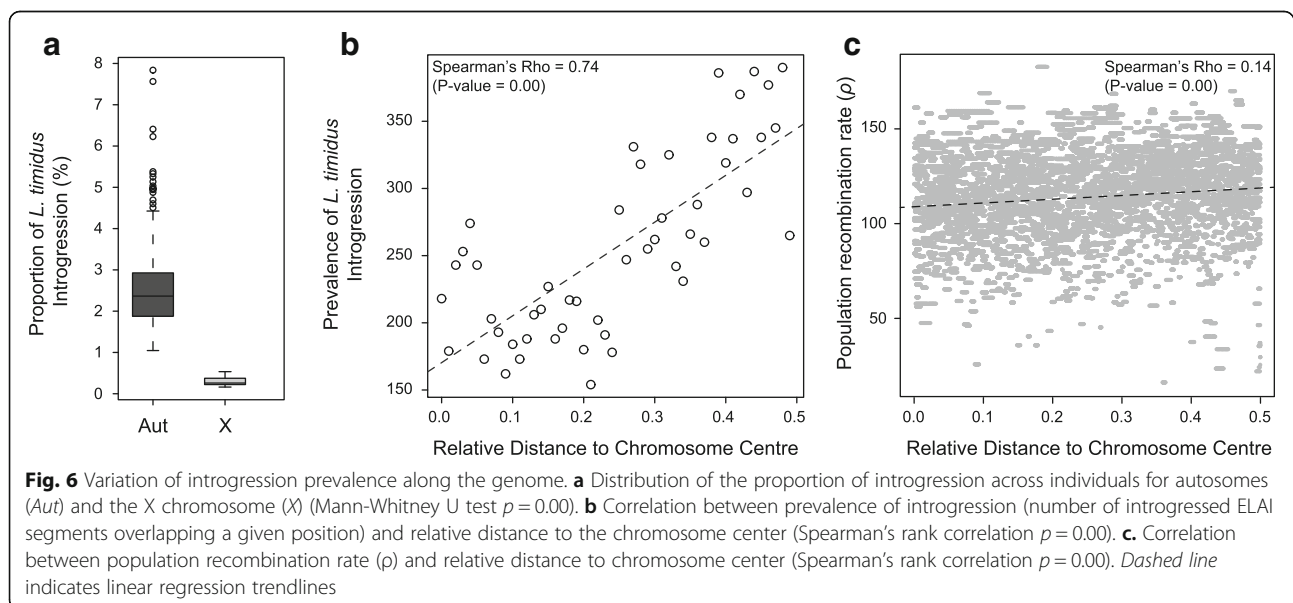 a
Proportion of L. timidus
Introgression (%)
8
7
6
5
4
3
2
1
0
Aut
X
b
Spearman's Rho = 0.74
(P-value = 0.00)
Prevalence of L. timidus
Introgression
350
300
250
200
150
0.0
0.1
0.2
0.3
0.4
0.5
Relative Distance to Chromosome Centre
c
Spearman's Rho = 0.14
(P-value = 0.00)
Population recombination rate (ρ)
150
100
50
0.0
0.1
0.2
0.3
0.4
0.5
Relative Distance to Chromosome Centre
Fig. 6 Variation of introgression prevalence along the genome. a Distribution of the proportion of introgression across individuals for autosomes
(Aut) and the X chromosome (X) (Mann-Whitney U test p = 0.00). b Correlation between prevalence of introgression (number of introgressed ELAI
segments overlapping a given position) and relative distance to the chromosome center (Spearman's rank correlation p = 0.00). c. Correlation
between population recombination rate (ρ) and relative distance to chromosome center (Spearman's rank correlation p = 0.00). Dashed line
indicates linear regression trendlines